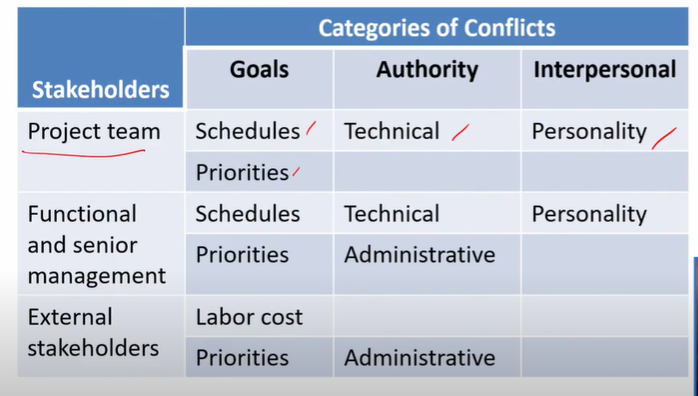 Categories of Conflicts
Stakeholders
Goals
Authority
Interpersonal
Project team
Schedules
Technical
Personality
Priorities
Functional
and senior
management
Schedules
Technical
Personality
Priorities
Administrative
External
stakeholders
Labor cost
Priorities
Administrative